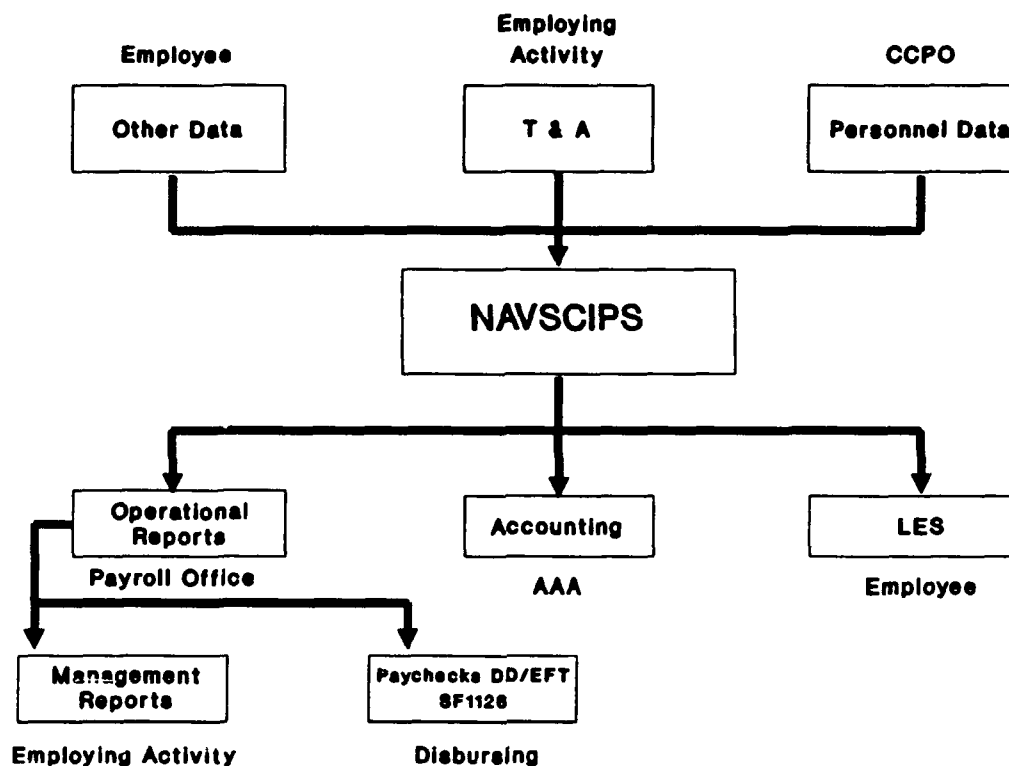 Employee
Employing
Activity
CCPO
Other Data
T & A
Personnel Data
NAVSCIPS
Operational
Reports
Payroll Office
Accounting
AAA
LES
Employee
Management
Reports
Employing Activity
Paychecks DD/EFT
SF1126
Disbursing